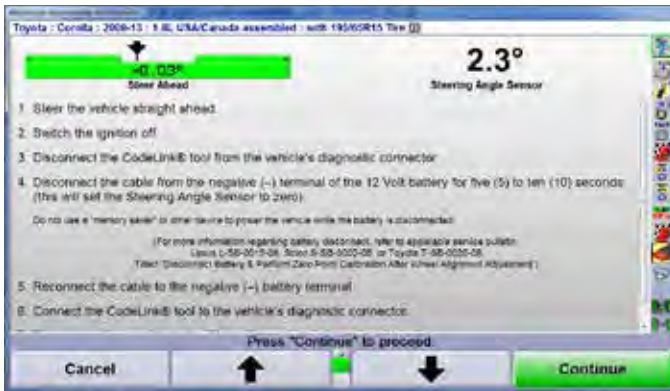 Toyota : Corolla : 2009-13 : 1.8L USA/Canada assembled : with 195/65R15 Tire
-0.03°
Steer Ahead
2.3°
Steering Angle Sensor
1. Steer the vehicle straight ahead.
2. Switch the ignition off.
3. Disconnect the CodeLink® tool from the vehicle's diagnostic connector.
4. Disconnect the cable from the negative (–) terminal of the 12 Volt battery for five (5) to ten (10) seconds
(this will set the Steering Angle Sensor to zero).
Do not use a "memory saver" or other device to power the vehicle while the battery is disconnected.
(For more information regarding battery disconnect, refer to applicable service bulletin:
Title: "Disconnect Battery & Perform Zero Point Calibration After Wheel Alignment Adjustment")
5. Reconnect the cable to the negative (–) battery terminal.
6. Connect the CodeLink® tool to the vehicle's diagnostic connector.
Press "Continue" to proceed.
Cancel
Continue